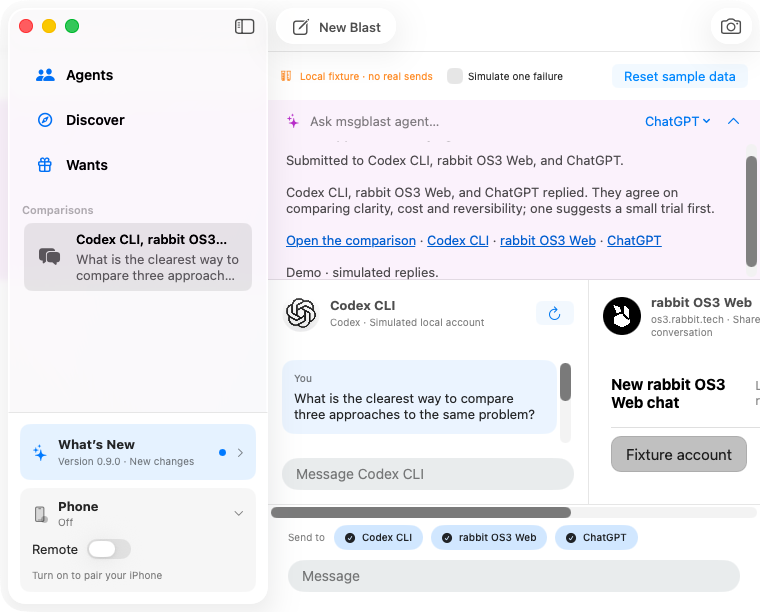 New Blast
Agents
Discover
Wants
Comparisons
Codex CLI, rabbit OS3...
What is the clearest way to
compare three approach...
What's New
Version 0.9.0 · New changes
Phone
Off
Remote
Turn on to pair your iPhone
Local fixture · no real sends
Simulate one failure
Reset sample data
Ask msgblast agent...
ChatGPT
Submitted to Codex CLI, rabbit OS3 Web, and ChatGPT.
Codex CLI, rabbit OS3 Web, and ChatGPT replied. They agree on
comparing clarity, cost and reversibility; one suggests a small trial first.
Open the comparison · Codex CLI · rabbit OS3 Web · ChatGPT
Demo · simulated replies.
Codex CLI
Codex · Simulated local account
You
What is the clearest way to compare
three approaches to the same problem?
Message Codex CLI
rabbit OS3 Web
os3.rabbit.tech · Share
conversation
New rabbit OS3
Web chat
Fixture account
Send to
Codex CLI
rabbit OS3 Web
ChatGPT
Message